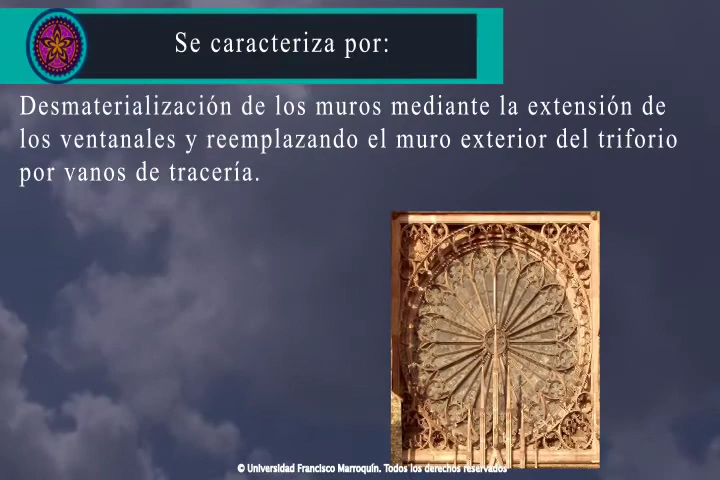 Se caracteriza por:
Desmaterialización de los muros mediante la extensión de
los ventanales y reemplazando el muro exterior del triforio
por vanos de tracería.
© Universidad Francisco Marroquín. Todos los derechos reservados